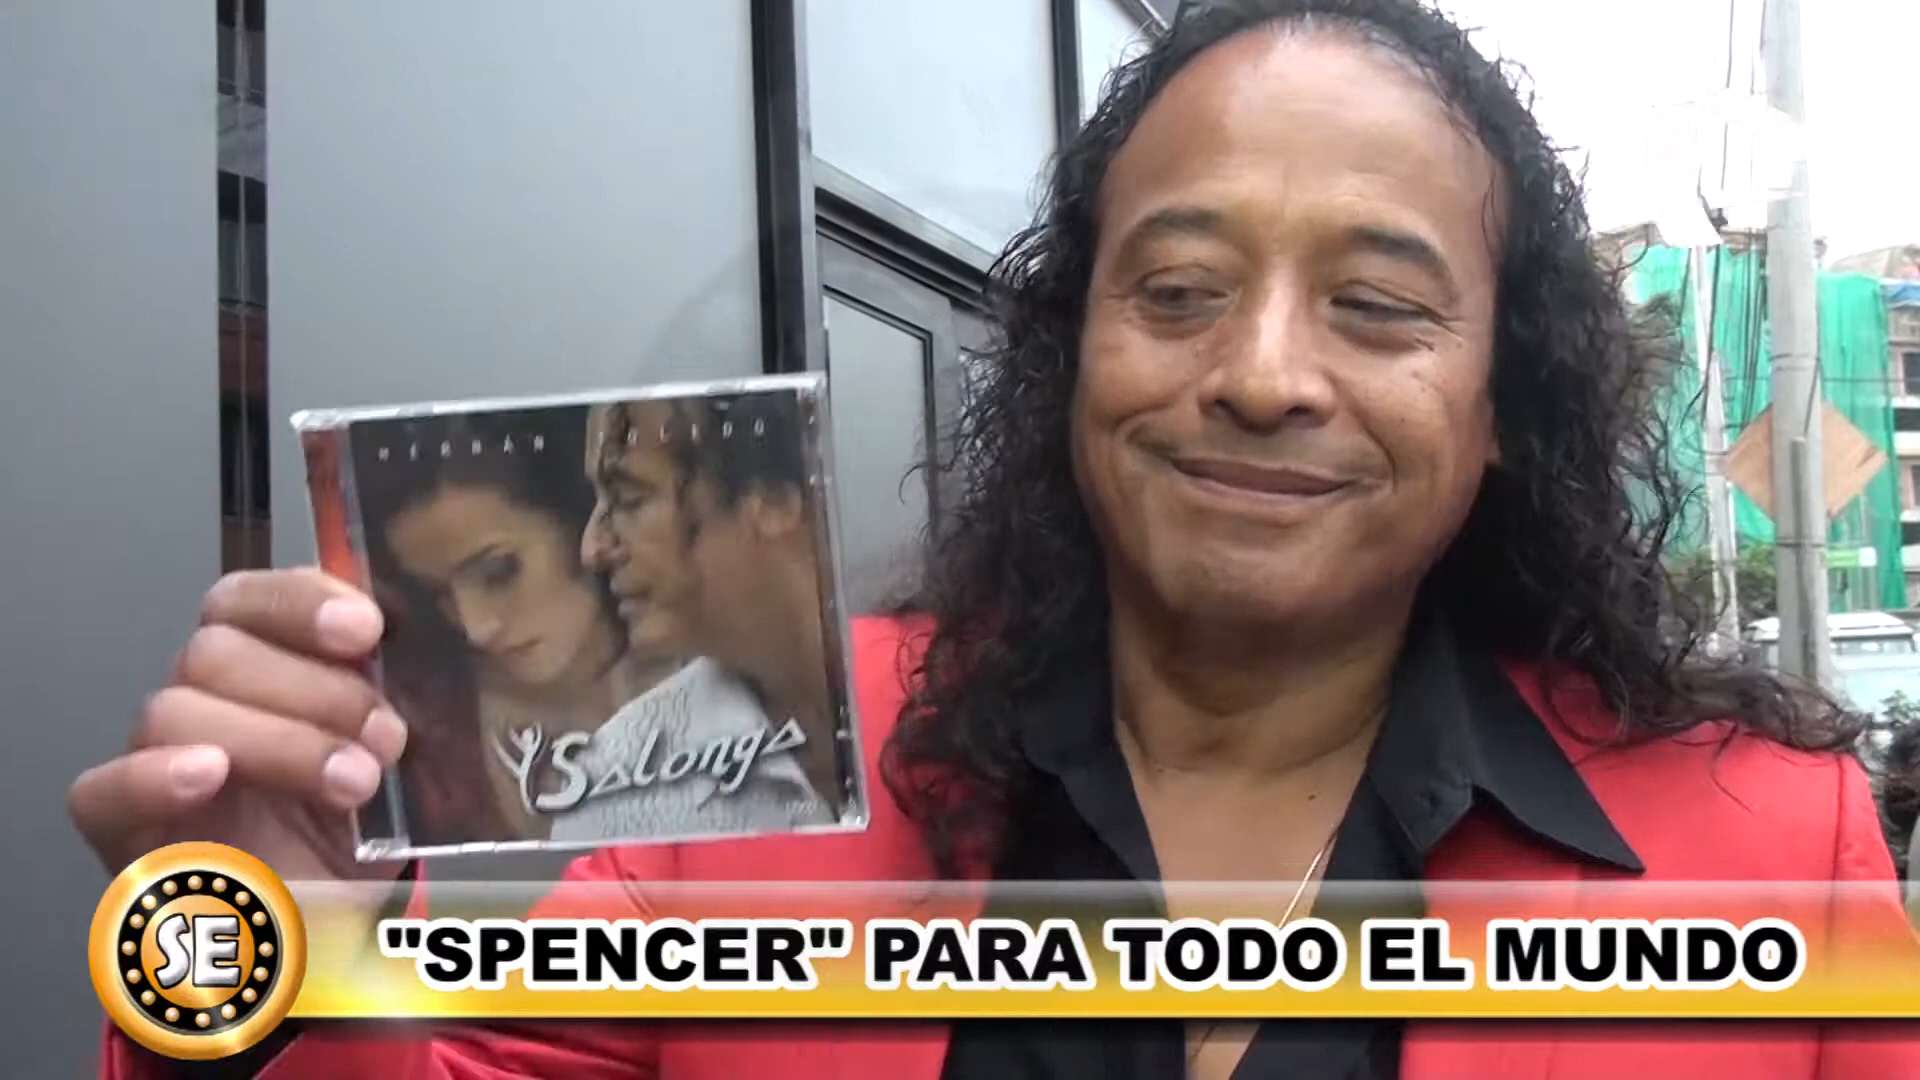 HERNÁN TOLEDO
Salonga
SE
"SPENCER" PARA TODO EL MUNDO